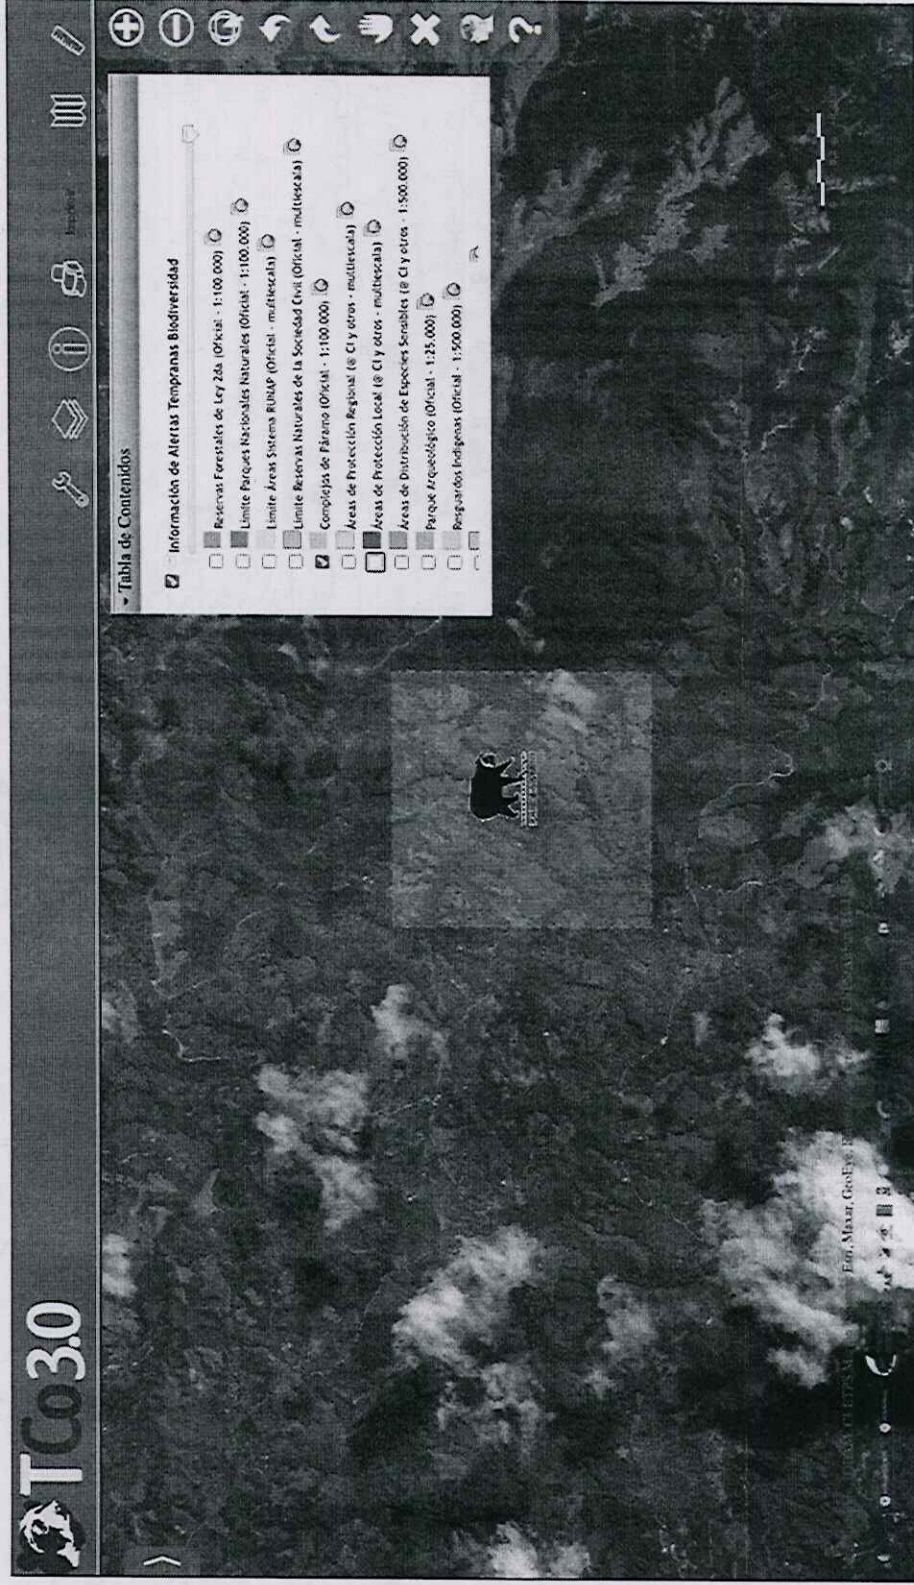 TCo3.0
Tabla de Contenidos
Información de Alertas Tempranas Biodiversidad
Reservas Forestales de Ley 2da (Oficial - 1:100.000)
Límite Parques Nacionales Naturales (Oficial - 1:100.000)
Límite Áreas Sistema RUNAP (Oficial - multiescala)
Límite Reservas Naturales de la Sociedad Civil (Oficial - multiescala)
Complejos de Páramo (Oficial - 1:100.000)
Áreas de Protección Regional (@ CI y otros - multiescala)
Áreas de Protección Local (@ CI y otros - multiescala)
Áreas de Distribución de Especies Sensibles (@ CI y otros - 1:500.000)
Parque Arqueológico (Oficial - 1:25.000)
Resguardos Indígenas (Oficial - 1:500.000)
Esri, Maxar, GeoEye